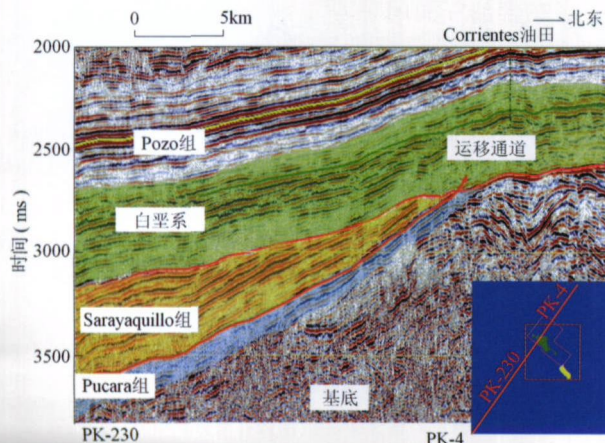 0 5km
北东
Corrientes油田
2000
Pozo组
2500
运移通道
时间 ( ms )
白垩系
3000
Sarayaquillo组
PK-4
PK-230
3500
Pucara组
基底
PK-230
PK-4